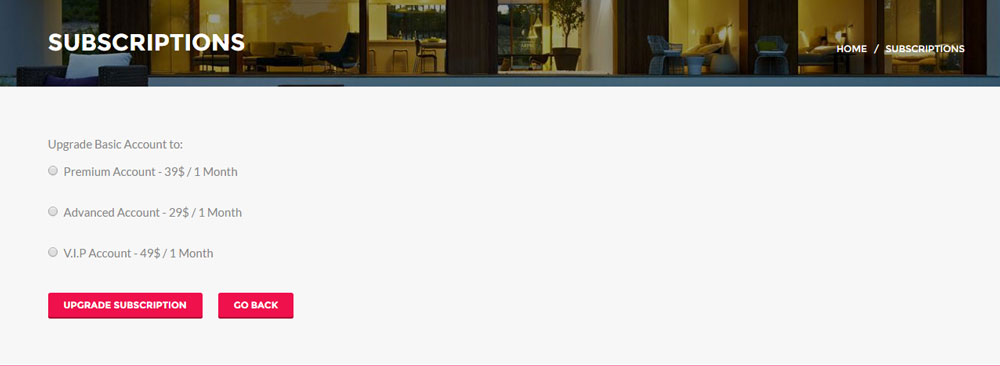 SUBSCRIPTIONS
HOME / SUBSCRIPTIONS
Upgrade Basic Account to:
Premium Account - 39$ / 1 Month
Advanced Account - 29$ / 1 Month
V.I.P Account - 49$ / 1 Month
UPGRADE SUBSCRIPTION
GO BACK